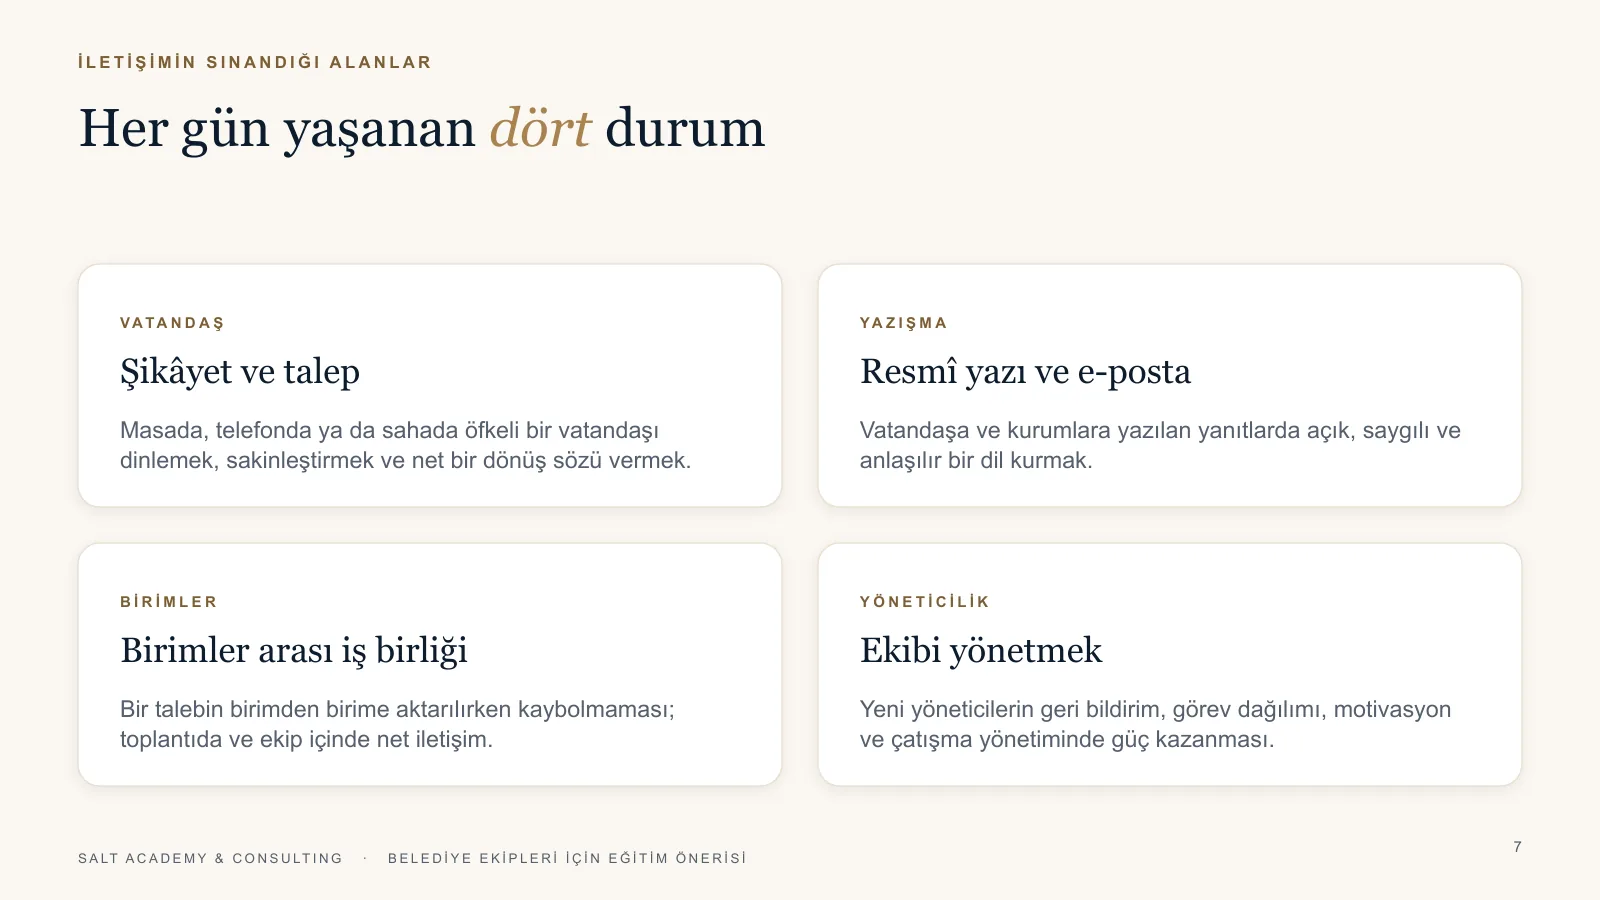 İLETİŞİMİN SINANDIĞI ALANLAR
Her gün yaşanan dört durum
VATANDAŞ
Şikâyet ve talep
Masada, telefonda ya da sahada öfkeli bir vatandaşı
dinlemek, sakinleştirmek ve net bir dönüş sözü vermek.
YAZIŞMA
Resmî yazı ve e-posta
Vatandaşa ve kurumlara yazılan yanıtlarda açık, saygılı ve
anlaşılır bir dil kurmak.
BİRİMLER
Birimler arası iş birliği
Bir talebin birimden birime aktarılırken kaybolmaması;
toplantıda ve ekip içinde net iletişim.
YÖNETİCİLİK
Ekibi yönetmek
Yeni yöneticilerin geri bildirim, görev dağılımı, motivasyon
ve çatışma yönetiminde güç kazanması.
SALT ACADEMY & CONSULTING · BELEDİYE EKİPLERİ İÇİN EĞİTİM ÖNERİSİ
7